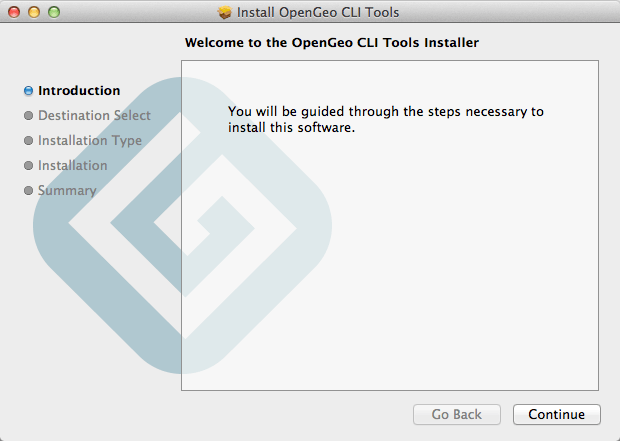 Install OpenGeo CLI Tools
Welcome to the OpenGeo CLI Tools Installer
Introduction
Destination Select
Installation Type
Installation
Summary
You will be guided through the steps necessary to
install this software.
Go Back
Continue